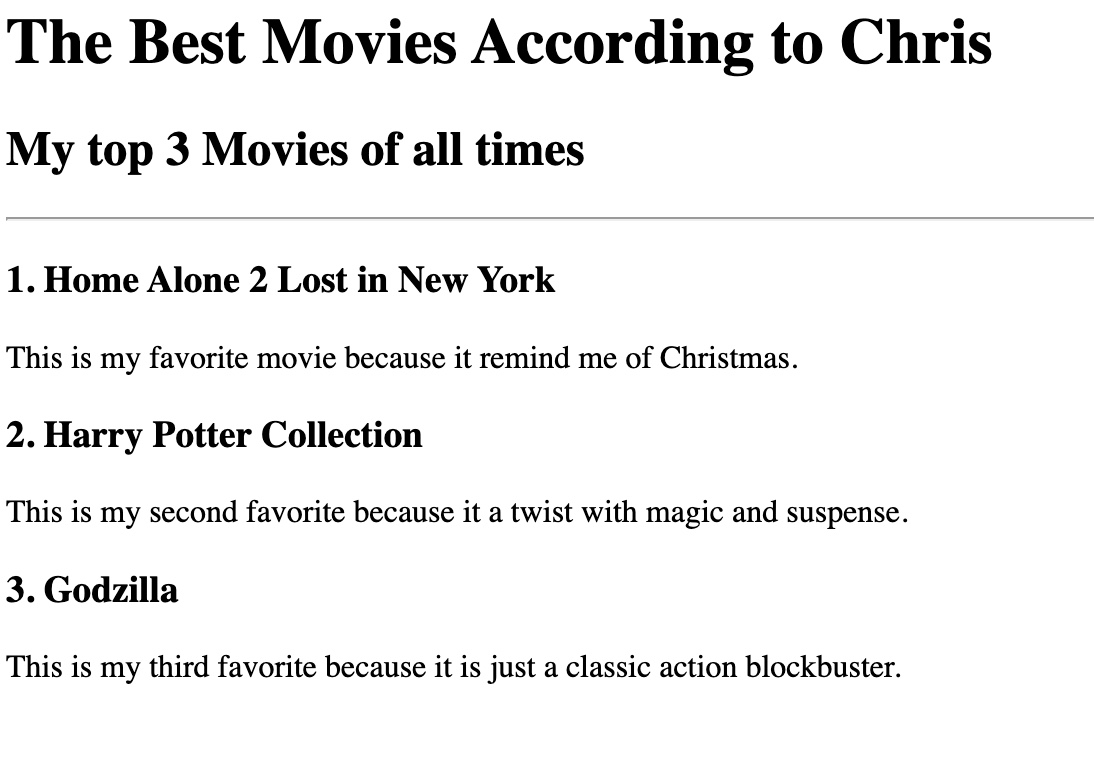 The Best Movies According to Chris
My top 3 Movies of all times
1. Home Alone 2 Lost in New York
This is my favorite movie because it remind me of Christmas.
2. Harry Potter Collection
This is my second favorite because it a twist with magic and suspense.
3. Godzilla
This is my third favorite because it is just a classic action blockbuster.